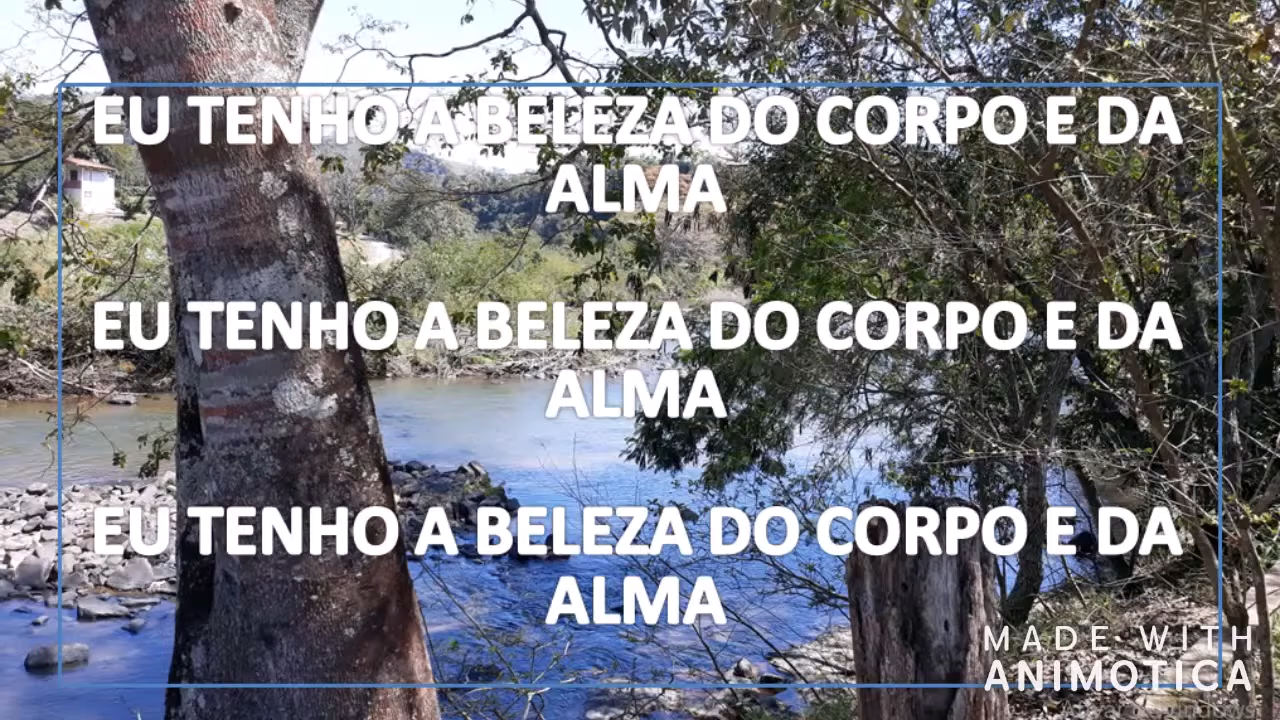 EU TENHO A BELEZA DO CORPO E DA
ALMA
EU TENHO A BELEZA DO CORPO E DA
ALMA
EU TENHO A BELEZA DO CORPO E DA
ALMA
MADE WITH
ANIMOTICA